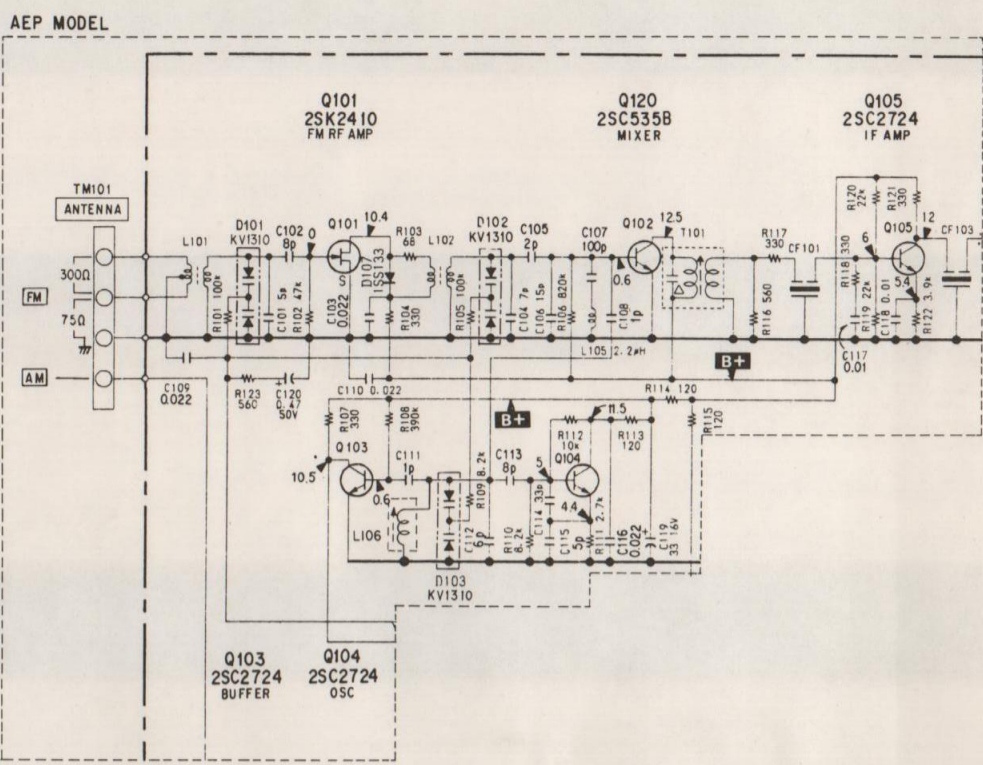 AEP MODEL
Q101
2SK2410
FM RF AMP
Q120
2SC535B
MIXER
Q105
2SC2724
IF AMP
TM101
ANTENNA
300Ω
FM
75Ω
AM
L101
R101 100k
D101
KV1310
C102
8p
0
C101 5p
R102 47k
Q101
10.4
S
C103
0.022
D107
ISS133
R103
68
R104
330
L102
R105 100k
D102
KV1310
C105
2p
C104 7p
C106 15p
R106 820k
C107
100p
Q102
12.5
0.6
C108
1p
T101
L105 2.2μH
R117
330
CF101
R116 560
R118 330
R120
22k
R121
330
Q105
12
CF103
6
5.4
R119 22k
C118 0.01
R122 3.9k
C117
0.01
C109
0.022
R123
560
C120
0.47
50V
C110 0.022
B+
B+
R114 120
R115
120
R107
330
R108
390k
Q103
10.5
0.6
C111
1p
L106
D103
KV1310
R109 8.2k
C112
6p
C113
8p
R110
8.2k
5
C114 33p
C115
5p
R112
10k
11.5
R113
120
Q104
4.4
R111 2.7k
C116
0.022
C119
33 16V
Q103
2SC2724
BUFFER
Q104
2SC2724
OSC